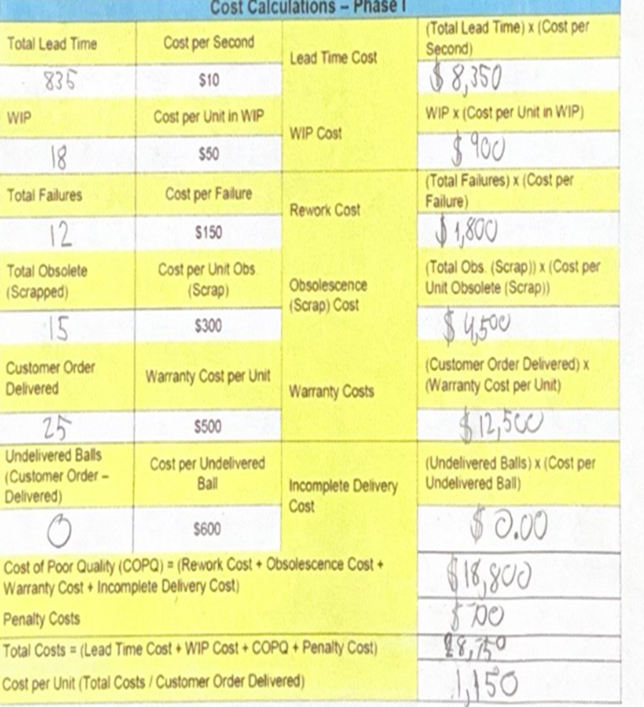 Cost Calculations – Phase I
Total Lead Time
Cost per Second
Lead Time Cost
(Total Lead Time) x (Cost per
Second)
835
$10
$ 8,350
WIP
Cost per Unit in WIP
WIP Cost
WIP x (Cost per Unit in WIP)
18
$50
$ 900
Total Failures
Cost per Failure
Rework Cost
(Total Failures) x (Cost per
Failure)
12
$150
$ 1,800
Total Obsolete
(Scrapped)
Cost per Unit Obs
(Scrap)
Obsolescence
(Scrap) Cost
(Total Obs. (Scrap)) x (Cost per
Unit Obsolete (Scrap))
15
$300
$ 4,500
Customer Order
Delivered
Warranty Cost per Unit
Warranty Costs
(Customer Order Delivered) x
(Warranty Cost per Unit)
25
$500
$ 12,500
Undelivered Balls
(Customer Order –
Delivered)
Cost per Undelivered
Ball
Incomplete Delivery
Cost
(Undelivered Balls) x (Cost per
Undelivered Ball)
0
$600
$ 0.00
Cost of Poor Quality (COPQ) = (Rework Cost + Obsolescence Cost +
Warranty Cost + Incomplete Delivery Cost)
$ 18,800
Penalty Costs
$ 700
Total Costs = (Lead Time Cost + WIP Cost + COPQ + Penalty Cost)
28,750
Cost per Unit (Total Costs / Customer Order Delivered)
1,150